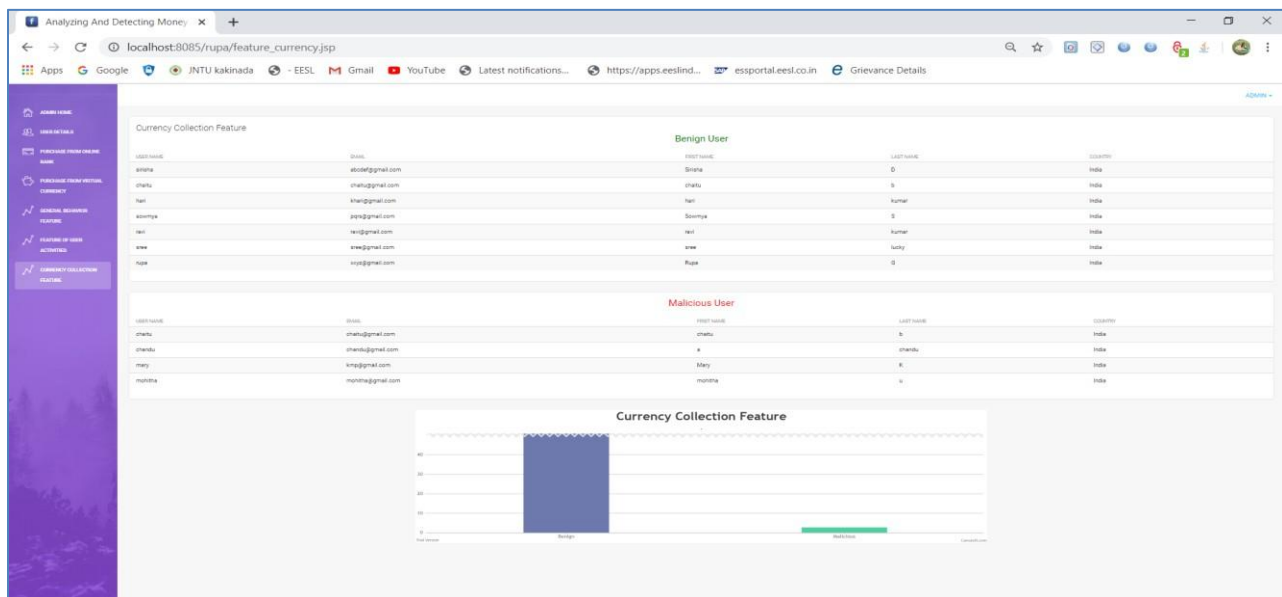 Analyzing And Detecting Money
localhost:8085/rupa/feature_currency.jsp
Apps Google JNTU kakinada - EESL Gmail YouTube Latest notifications... https://apps.eeslind... essportal.eesl.co.in Grievance Details
ADMIN
ADMIN HOME
USER DETAILS
PURCHASE FROM ONLINE
BANK
PURCHASE FROM VIRTUAL
CURRENCY
GENERAL BEHAVIOR
FEATURE
FEATURE OF USER
ACTIVITIES
CURRENCY COLLECTION
FEATURE
Currency Collection Feature
Benign User
USER NAME EMAIL FIRST NAME LAST NAME COUNTRY
sirisha abcdef@gmail.com Sirisha D India
chaitu chaitu@gmail.com chaitu b India
hari khari@gmail.com hari kumar India
sowmya pqrs@gmail.com Sowmya S India
ravi ravi@gmail.com ravi kumar India
sree sree@gmail.com sree lucky India
rupa Rupa G India
Malicious User
USER NAME EMAIL FIRST NAME LAST NAME COUNTRY
chaitu chaitu@gmail.com chaitu b India
chandu chandu@gmail.com a chandu India
mary kmp@gmail.com Mary K India
mohitha mohitha@gmail.com mohitha u India
Currency Collection Feature
40
30
20
10
0
Benign Malicious
Trial Version CanvasJS.com